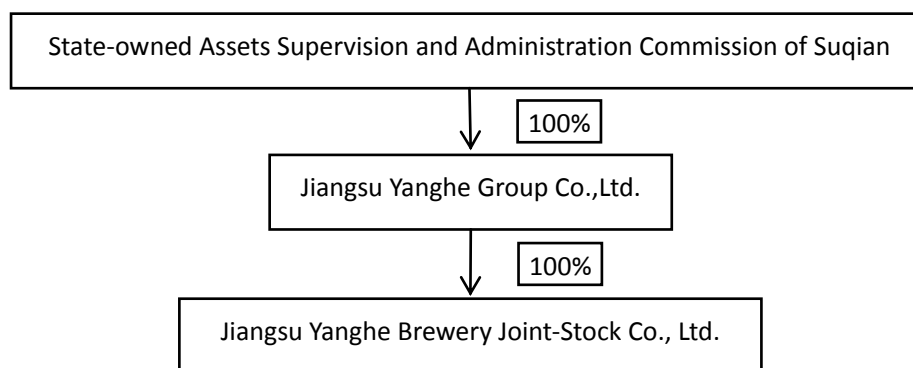 State-owned Assets Supervision and Administration Commission of Suqian
100%
Jiangsu Yanghe Group Co.,Ltd.
100%
Jiangsu Yanghe Brewery Joint-Stock Co., Ltd.